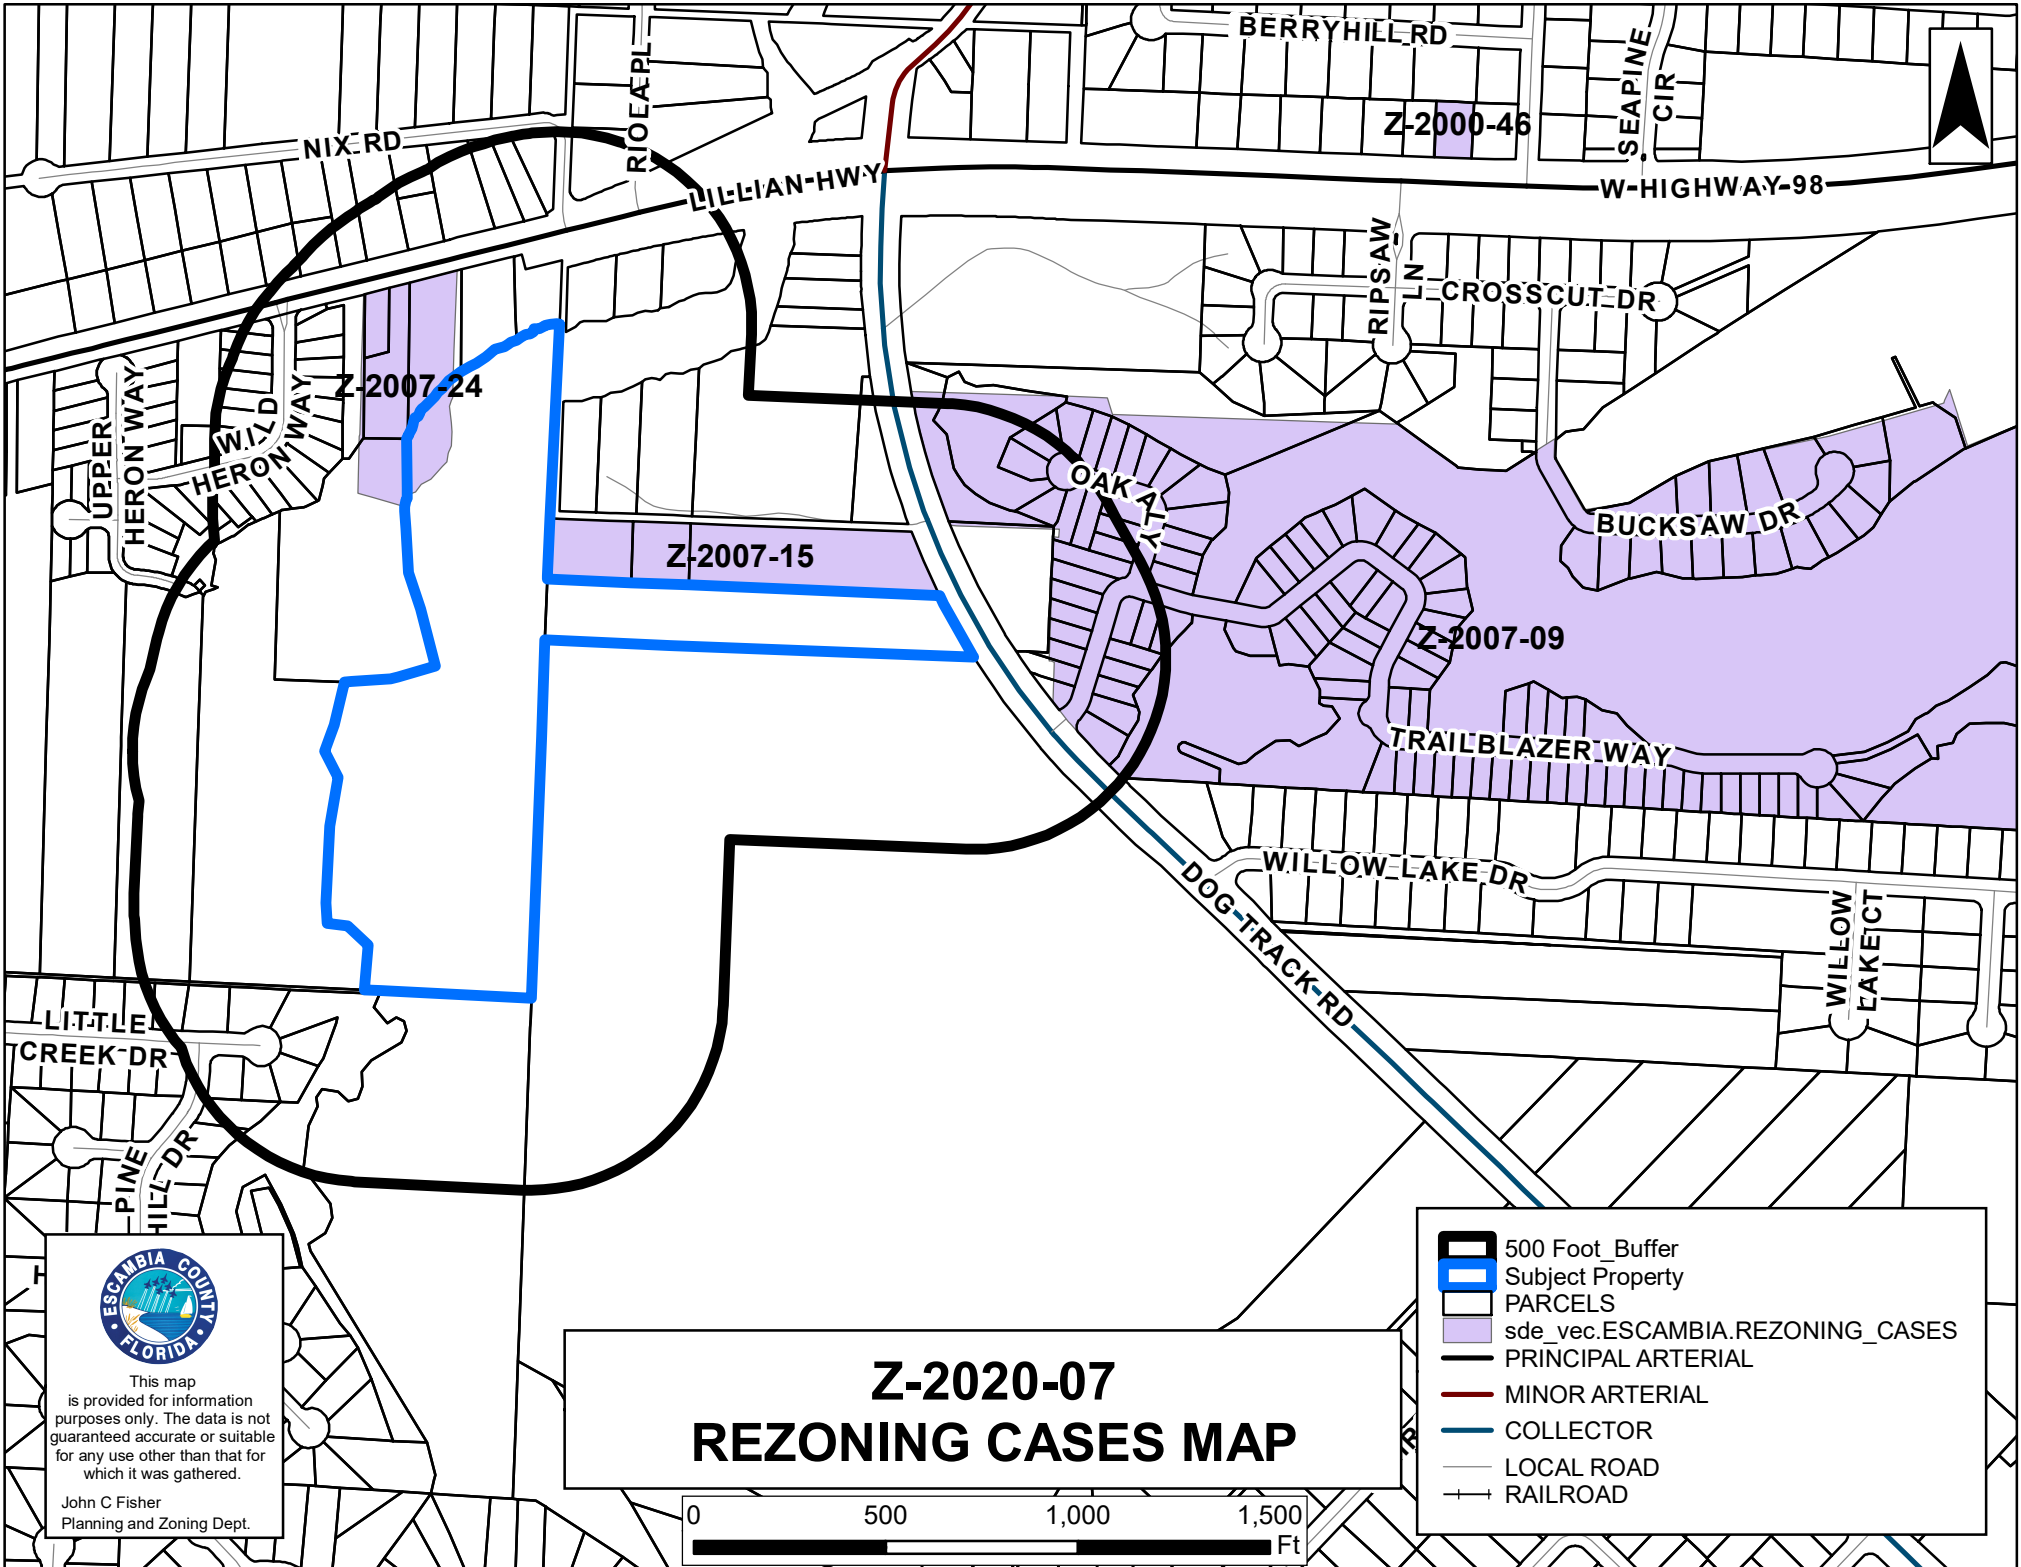 BERRYHILL RD
SEAPINE
CIR
Z-2000-46
NIX RD
RIOLA PL
LILLIAN HWY
W HIGHWAY 98
RIPSAW
LN
CROSSCUT DR
Z-2007-24
UPPER
HERON WAY
WILD
HERON WAY
OAK ATY
BUCKSAW DR
Z-2007-15
Z-2007-09
TRAILBLAZER WAY
WILLOW LAKE DR
DOG TRACK RD
WILLOW
LAKE CT
LITTLE
CREEK DR
PINE
HILL DR
ESCAMBIA COUNTY
FLORIDA
This map
is provided for information
purposes only. The data is not
guaranteed accurate or suitable
for any use other than that for
which it was gathered.
John C Fisher
Planning and Zoning Dept.
Z-2020-07
REZONING CASES MAP
0 500 1,000 1,500
Ft
500 Foot_Buffer
Subject Property
PARCELS
sde_vec.ESCAMBIA.REZONING_CASES
PRINCIPAL ARTERIAL
MINOR ARTERIAL
COLLECTOR
LOCAL ROAD
RAILROAD